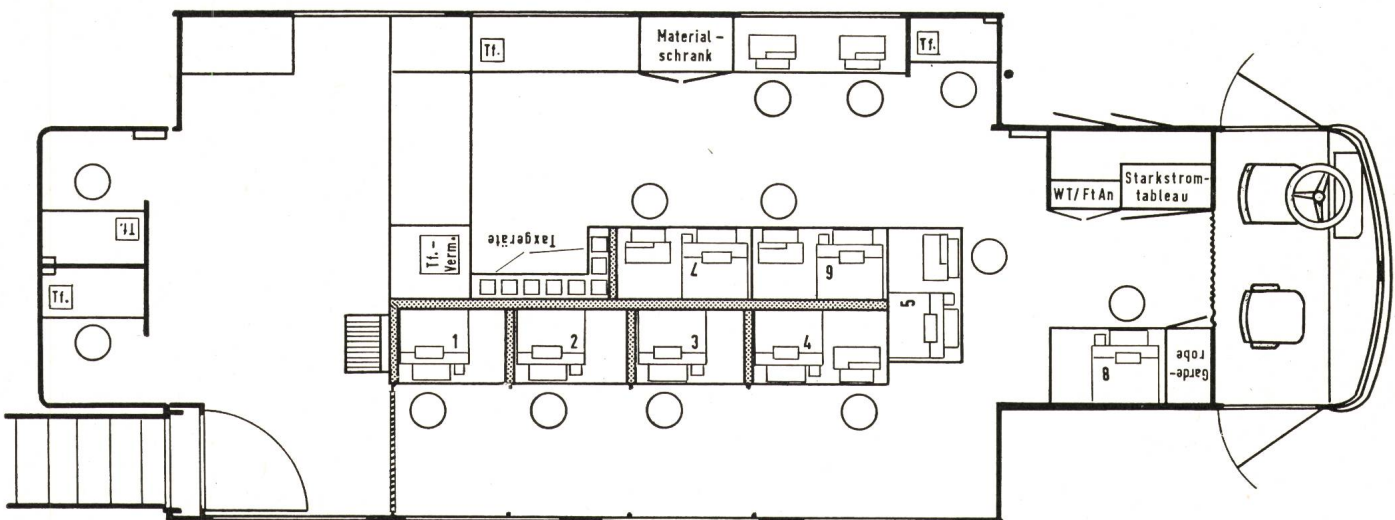 Tf.
Material-
schrank
Tf.
WT/FtAn
Starkstrom-
tableau
Tf.
Tf.
Tf.-
Verm.
Taxgeräte
7
6
5
1
2
3
4
8
Garde-
robe